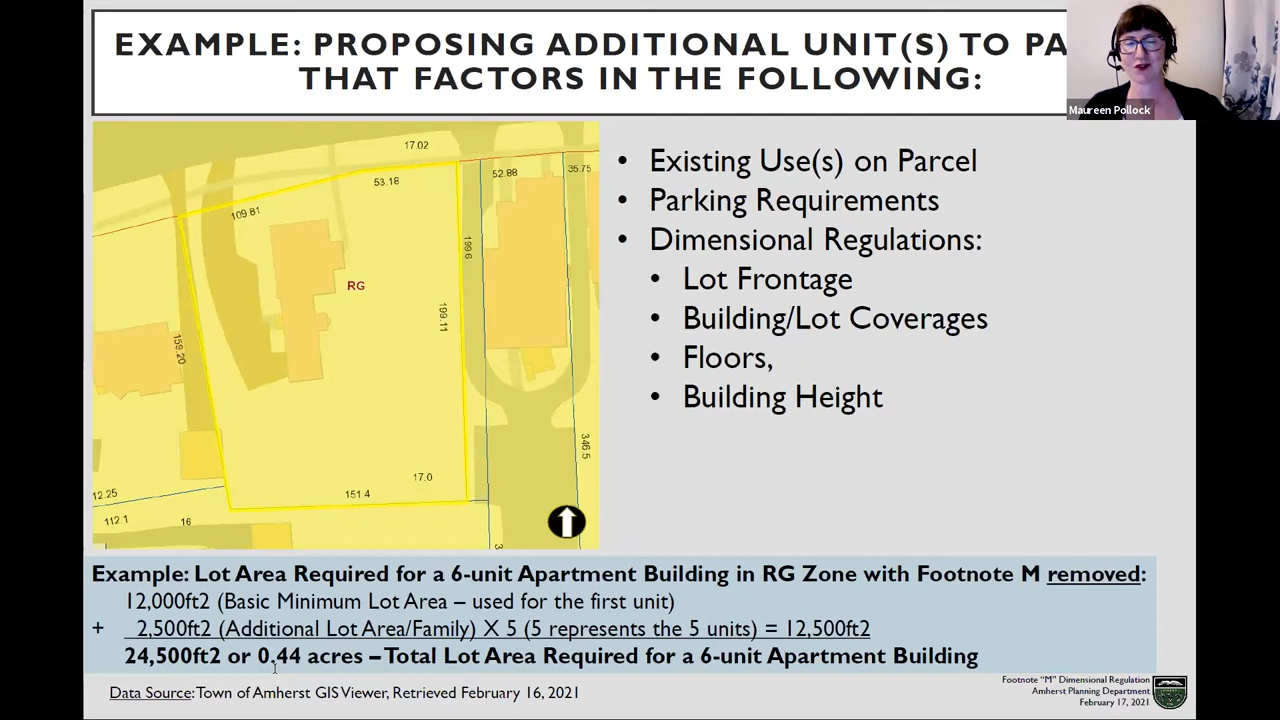 EXAMPLE: PROPOSING ADDITIONAL UNIT(S) TO PA
THAT FACTORS IN THE FOLLOWING:
Maureen Pollock
17.02
53.18
109.81
52.88
35.75
199.6
RG
199.11
159.20
346.5
17.0
151.4
12.25
112.1
16
3
• Existing Use(s) on Parcel
• Parking Requirements
• Dimensional Regulations:
• Lot Frontage
• Building/Lot Coverages
• Floors,
• Building Height
Example: Lot Area Required for a 6-unit Apartment Building in RG Zone with Footnote M removed:
12,000ft2 (Basic Minimum Lot Area – used for the first unit)
+ 2,500ft2 (Additional Lot Area/Family) X 5 (5 represents the 5 units) = 12,500ft2
24,500ft2 or 0.44 acres – Total Lot Area Required for a 6-unit Apartment Building
Data Source: Town of Amherst GIS Viewer, Retrieved February 16, 2021
Footnote "M" Dimensional Regulation
Amherst Planning Department
February 17, 2021